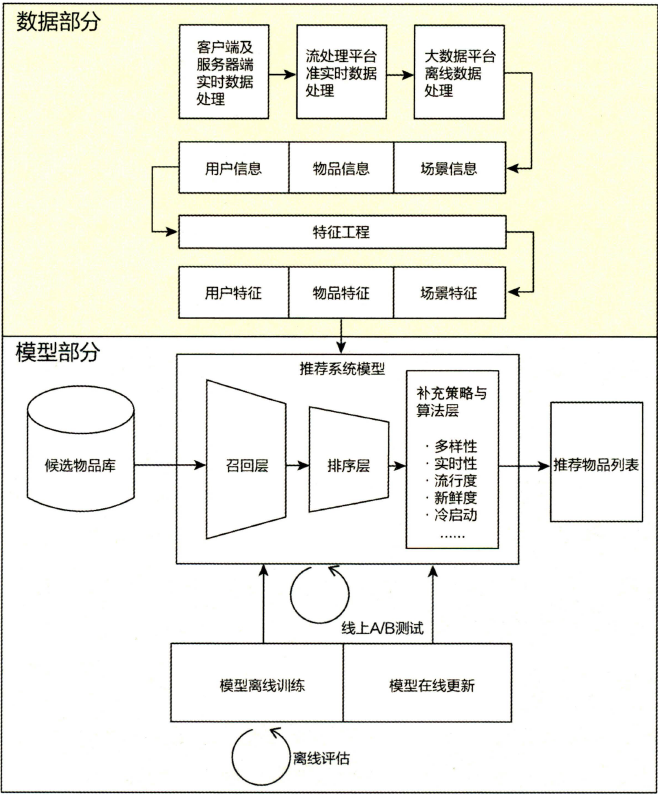 数据部分
客户端及
服务器端
实时数据
处理
流处理平台
准实时数据
处理
大数据平台
离线数据
处理
用户信息
物品信息
场景信息
特征工程
用户特征
物品特征
场景特征
模型部分
推荐系统模型
候选物品库
召回层
排序层
补充策略与
算法层
·多样性
·实时性
·流行度
·新鲜度
·冷启动
……
推荐物品列表
线上A/B测试
模型离线训练
模型在线更新
离线评估